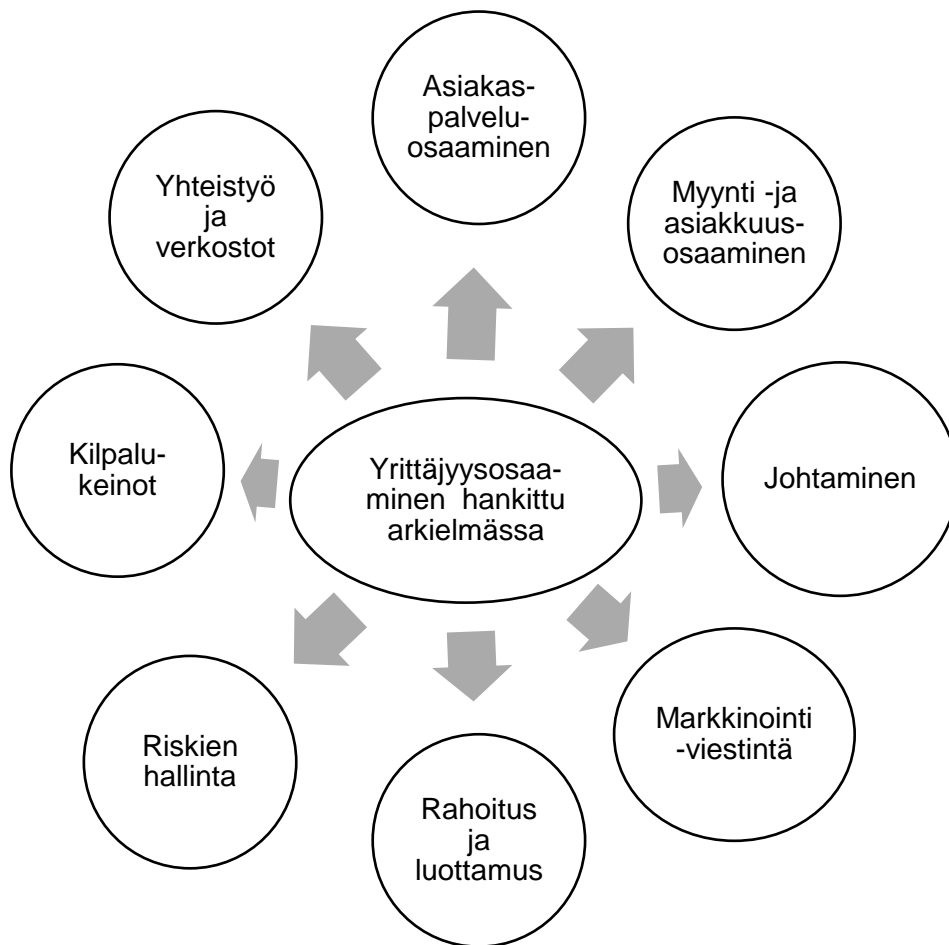 Asiakas-
palvelu-
osaaminen
Myynti -ja
asiakkuus-
osaaminen
Johtaminen
Markkinointi
-viestintä
Rahoitus
ja
luottamus
Riskien
hallinta
Kilpalu-
keinot
Yhteistyö
ja
verkostot
Yrittäjyysosaa-
minen hankittu
arkielmässa